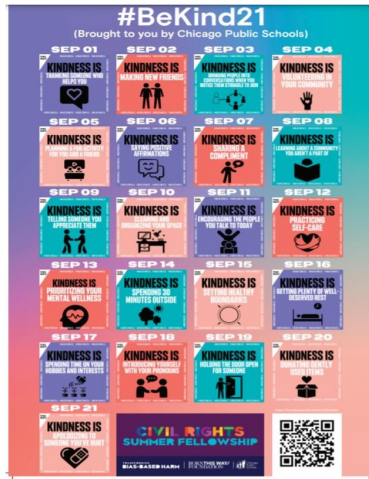 #BeKind21
(Brought to you by Chicago Public Schools)
SEP 01
SEP 02
SEP 03
SEP 04
KINDNESS IS
THANKING SOMEONE WHO
HELPS YOU
KINDNESS IS
MAKING NEW FRIENDS
KINDNESS IS
BRINGING PEOPLE INTO
CONVERSATIONS WHEN YOU
NOTICE THEM STRUGGLE TO JOIN
KINDNESS IS
VOLUNTEERING IN
YOUR COMMUNITY
SEP 05
SEP 06
SEP 07
SEP 08
KINDNESS IS
PLANNING A FUN ACTIVITY
FOR YOU AND A FRIEND
KINDNESS IS
SAYING POSITIVE
AFFIRMATIONS
KINDNESS IS
SHARING A
COMPLIMENT
KINDNESS IS
LEARNING ABOUT A COMMUNITY
YOU AREN'T A PART OF
SEP 09
SEP 10
SEP 11
SEP 12
KINDNESS IS
TELLING SOMEONE YOU
APPRECIATE THEM
KINDNESS IS
CLEANING AND
ORGANIZING YOUR SPACE
KINDNESS IS
ENCOURAGING THE PEOPLE
YOU TALK TO TODAY
KINDNESS IS
PRACTICING
SELF-CARE
SEP 13
SEP 14
SEP 15
SEP 16
KINDNESS IS
PRIORITIZING YOUR
MENTAL WELLNESS
KINDNESS IS
SPENDING 30
MINUTES OUTSIDE
KINDNESS IS
SETTING HEALTHY
BOUNDARIES
KINDNESS IS
GETTING PLENTY OF WELL-
DESERVED REST
SEP 17
SEP 18
SEP 19
SEP 20
KINDNESS IS
SPENDING TIME ON YOUR
HOBBIES AND INTERESTS
KINDNESS IS
INTRODUCING YOURSELF
WITH YOUR PRONOUNS
KINDNESS IS
HOLDING THE DOOR OPEN
FOR SOMEONE
KINDNESS IS
DONATING GENTLY
USED ITEMS
SEP 21
KINDNESS IS
APOLOGIZING TO
SOMEONE YOU'VE HURT
CIVIL RIGHTS
SUMMER FELLOWSHIP
BIAS-BASED HARM
BORN THIS WAY
FOUNDATION